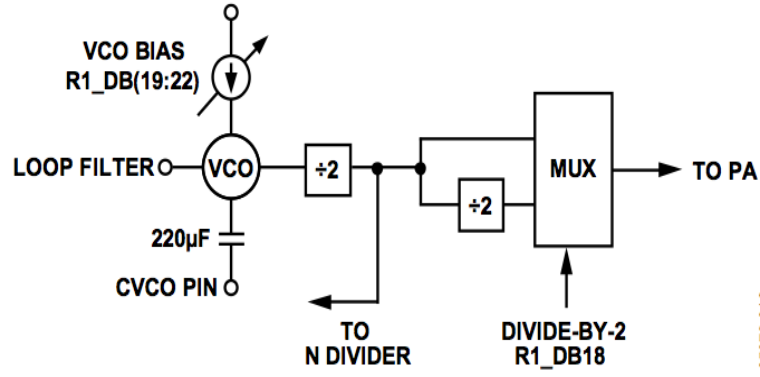 VCO BIAS
R1_DB(19:22)
LOOP FILTER
VCO
÷2
÷2
MUX
TO PA
220µF
CVCO PIN
TO
N DIVIDER
DIVIDE-BY-2
R1_DB18